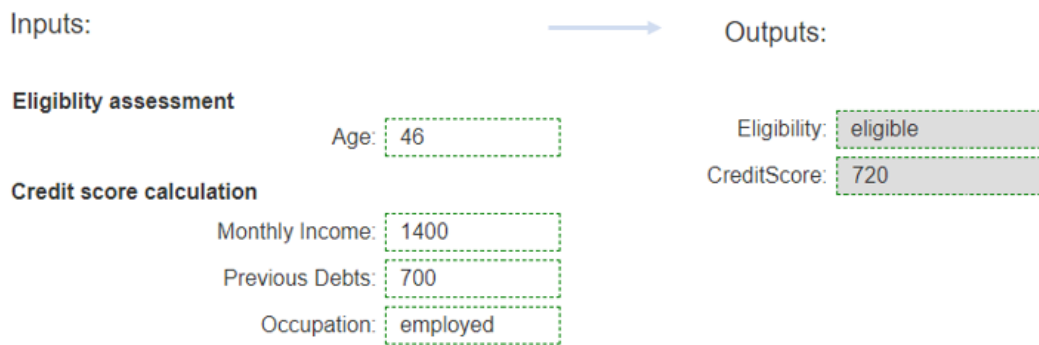 Inputs:
Outputs:
Eligiblity assessment
Age: 46
Credit score calculation
Monthly Income: 1400
Previous Debts: 700
Occupation: employed
Eligibility: eligible
CreditScore: 720